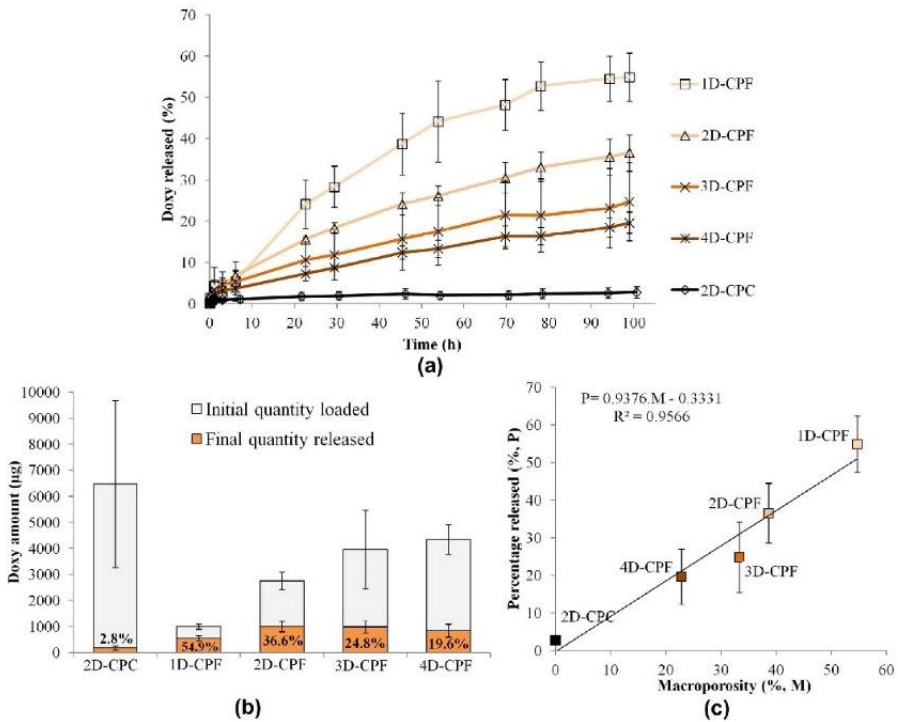 70
60
50
40
30
20
10
0
Doxy released (%)
0 10 20 30 40 50 60 70 80 90 100
Time (h)
1D-CPF
2D-CPF
3D-CPF
4D-CPF
2D-CPC
(a)
10000
9000
8000
7000
6000
5000
4000
3000
2000
1000
0
Doxy amount (µg)
Initial quantity loaded
Final quantity released
2.8% 54.9% 36.6% 24.8% 19.6%
2D-CPC 1D-CPF 2D-CPF 3D-CPF 4D-CPF
(b)
70
60
50
40
30
20
10
0
Percentage released (%, P)
P= 0.9376.M - 0.3331
R² = 0.9566
1D-CPF
2D-CPF
3D-CPF
4D-CPF
2D-CPC
0 10 20 30 40 50 60
Macroporosity (%, M)
(c)